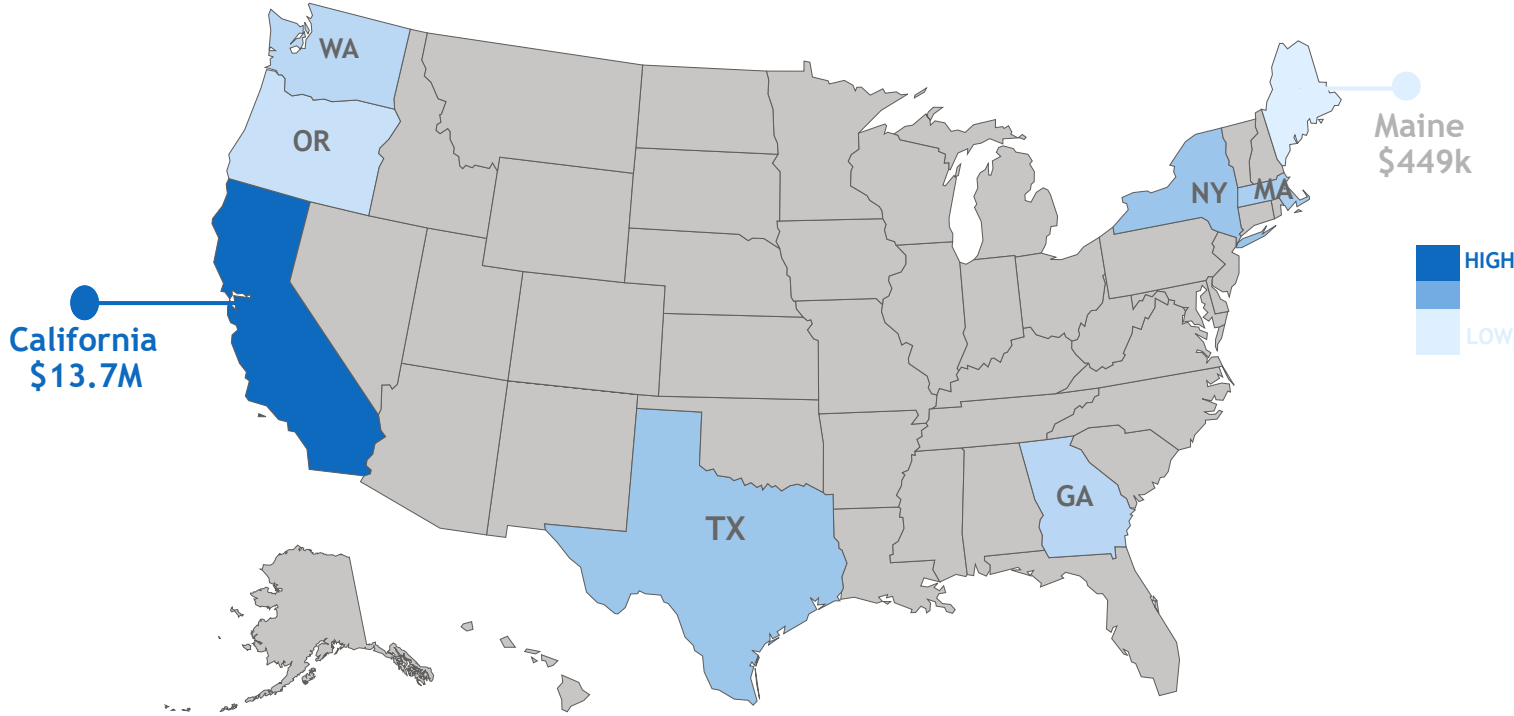 WA
OR
Maine
$449k
NY
MA
HIGH
LOW
California
$13.7M
GA
TX